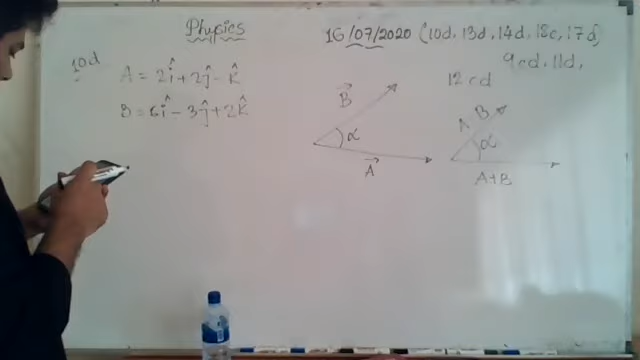 Physics
16/07/2020 (10d, 13d, 14d, 18c, 17d)
9cd, 11d,
12cd
10d
A = 2î + 2ĵ - k̂
B = 6î - 3ĵ + 2k̂
B⃗
α
A⃗
A B
α
A+B